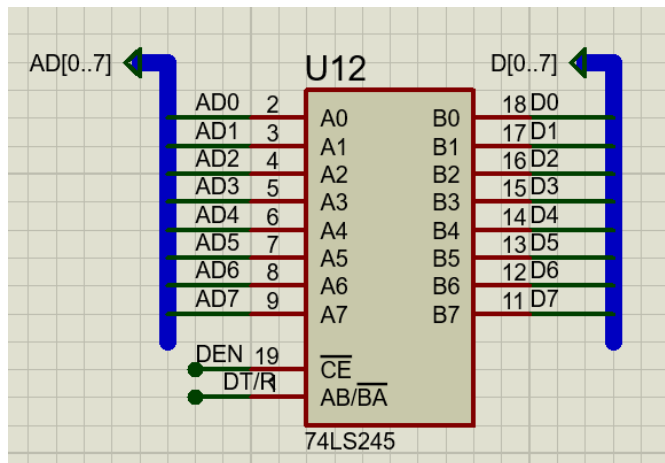 AD[0..7]
U12
D[0..7]
AD0 2 A0 B0 18 D0
AD1 3 A1 B1 17 D1
AD2 4 A2 B2 16 D2
AD3 5 A3 B3 15 D3
AD4 6 A4 B4 14 D4
AD5 7 A5 B5 13 D5
AD6 8 A6 B6 12 D6
AD7 9 A7 B7 11 D7
DEN 19 CE
DT/R 1 AB/BA
74LS245